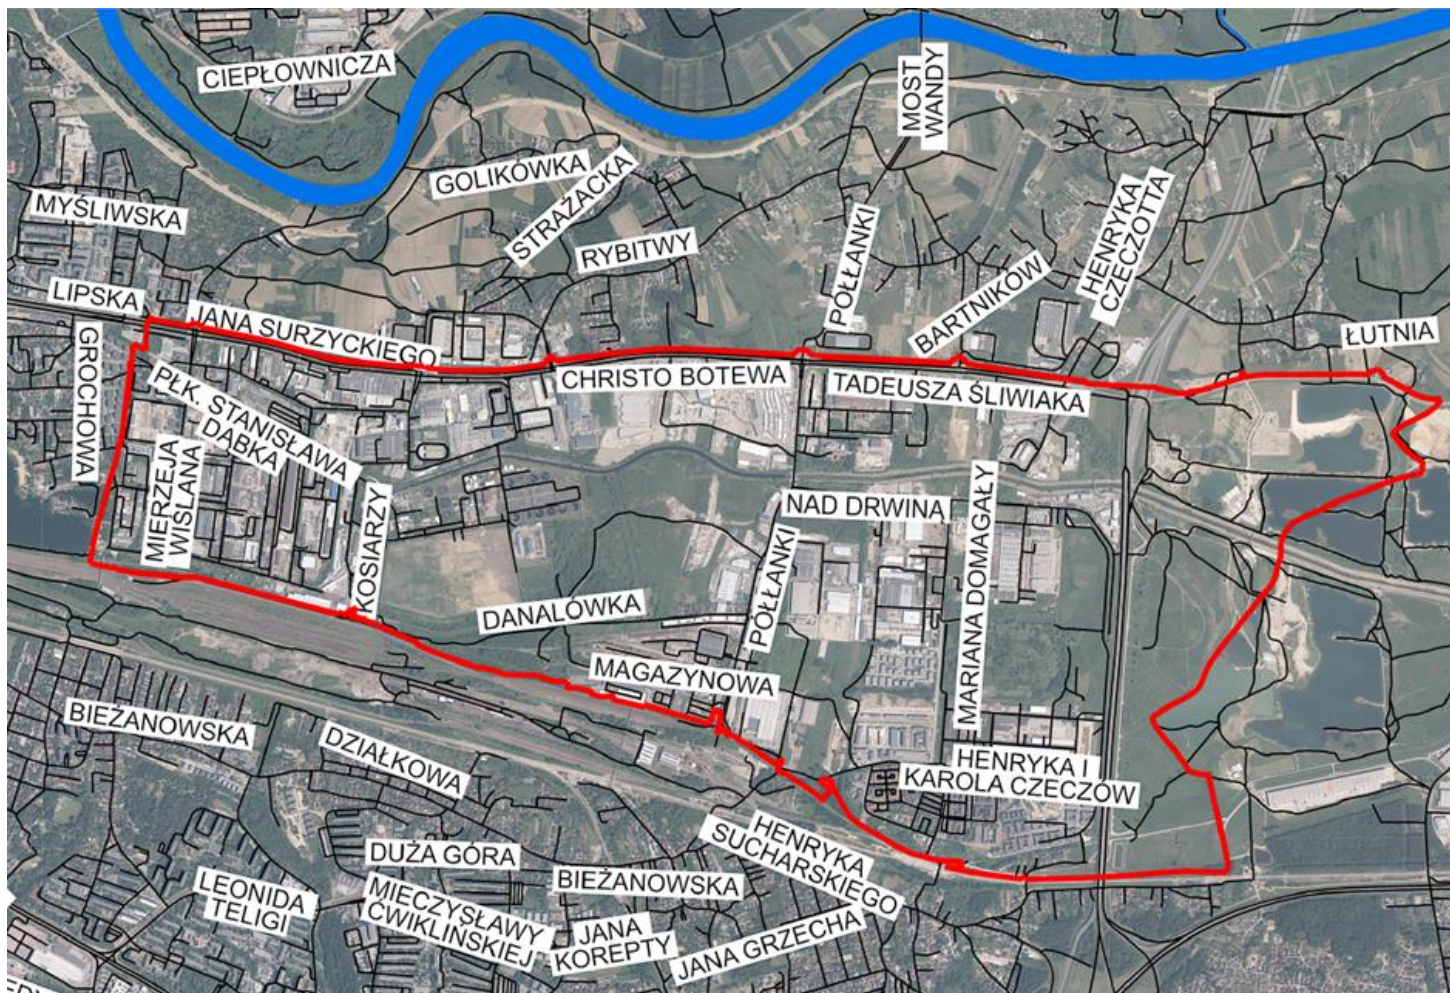 CIEPŁOWNICZA
MOST
WANDY
GOLIKÓWKA
STRAŻACKA
MYŚLIWSKA
RYBITWY
PÓŁŁANKI
HENRYKA
CZECZOTTA
LIPSKA
JANA SURZYCKIEGO
BARTNIKÓW
ŁUTNIA
GROCHOWA
CHRISTO BOTEWA
TADEUSZA ŚLIWIAKA
PŁK. STANISŁAWA
DĄBKA
MIERZEJA
WIŚLANA
KOSIARZY
NAD DRWINĄ
MARIANA DOMAGAŁY
DANALÓWKA
PÓŁŁANKI
MAGAZYNOWA
BIEŻANOWSKA
DZIAŁKOWA
HENRYKA I
KAROLA CZECZÓW
HENRYKA
SUCHARSKIEGO
DUŻA GÓRA
BIEŻANOWSKA
LEONIDA
TELIGI
MIECZYSŁAWY
ĆWIKLIŃSKIEJ
JANA
KOREPTY
JANA GRZECHA